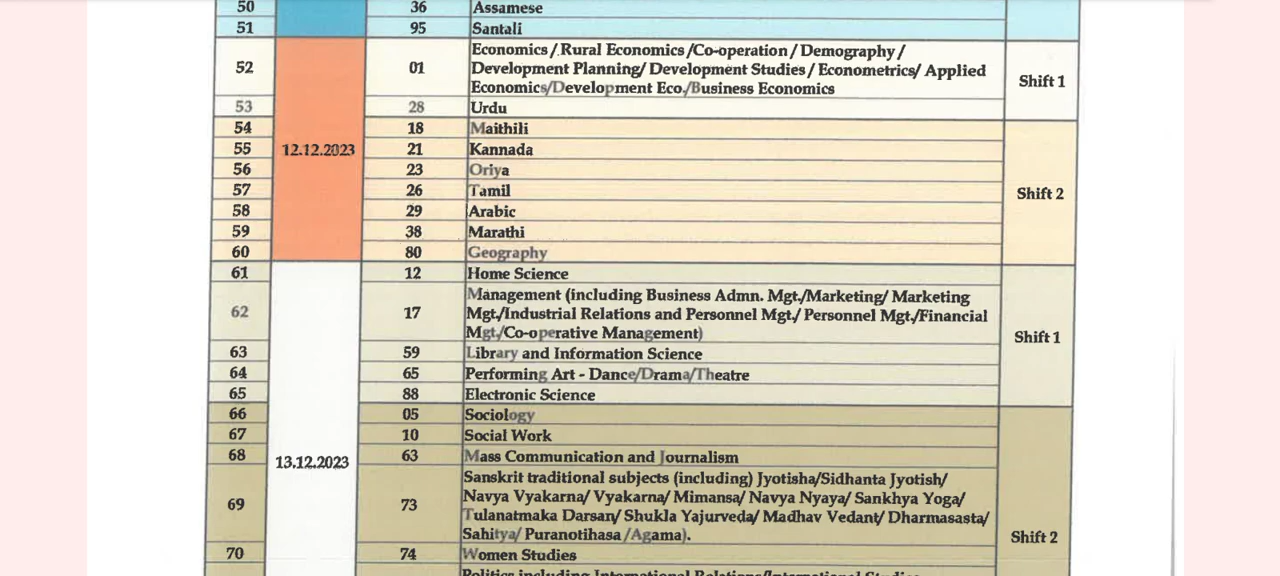 50 36 Assamese
51 95 Santali
52 12.12.2023 01 Economics / Rural Economics /Co-operation / Demography /
Development Planning/ Development Studies / Econometrics/ Applied
Economics/Development Eco./Business Economics
Shift 1
53 28 Urdu
54 18 Maithili
55 21 Kannada
56 23 Oriya
57 26 Tamil
Shift 2
58 29 Arabic
59 38 Marathi
60 80 Geography
61 13.12.2023 12 Home Science
62 17 Management (including Business Admn. Mgt./Marketing/ Marketing
Mgt./Industrial Relations and Personnel Mgt./ Personnel Mgt./Financial
Mgt./Co-operative Management)
Shift 1
63 59 Library and Information Science
64 65 Performing Art - Dance/Drama/Theatre
65 88 Electronic Science
66 05 Sociology
67 10 Social Work
68 63 Mass Communication and Journalism
69 73 Sanskrit traditional subjects (including) Jyotisha/Sidhanta Jyotish/
Navya Vyakarna/ Vyakarna/ Mimansa/ Navya Nyaya/ Sankhya Yoga/
Tulanatmaka Darsan/ Shukla Yajurveda/ Madhav Vedant/ Dharmasasta/
Sahitya/ Puranotihasa /Agama).
Shift 2
70 74 Women Studies
Politics including International Relations/International Studies